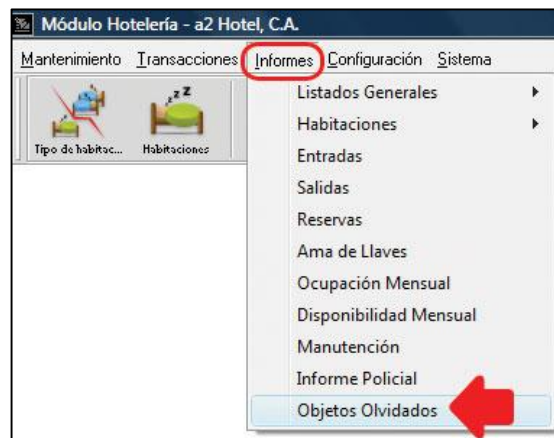 Módulo Hotelería - a2 Hotel, C.A.
Mantenimiento Transacciones Informes Configuración Sistema
Tipo de habitac... Habitaciones
Listados Generales
Habitaciones
Entradas
Salidas
Reservas
Ama de Llaves
Ocupación Mensual
Disponibilidad Mensual
Manutención
Informe Policial
Objetos Olvidados